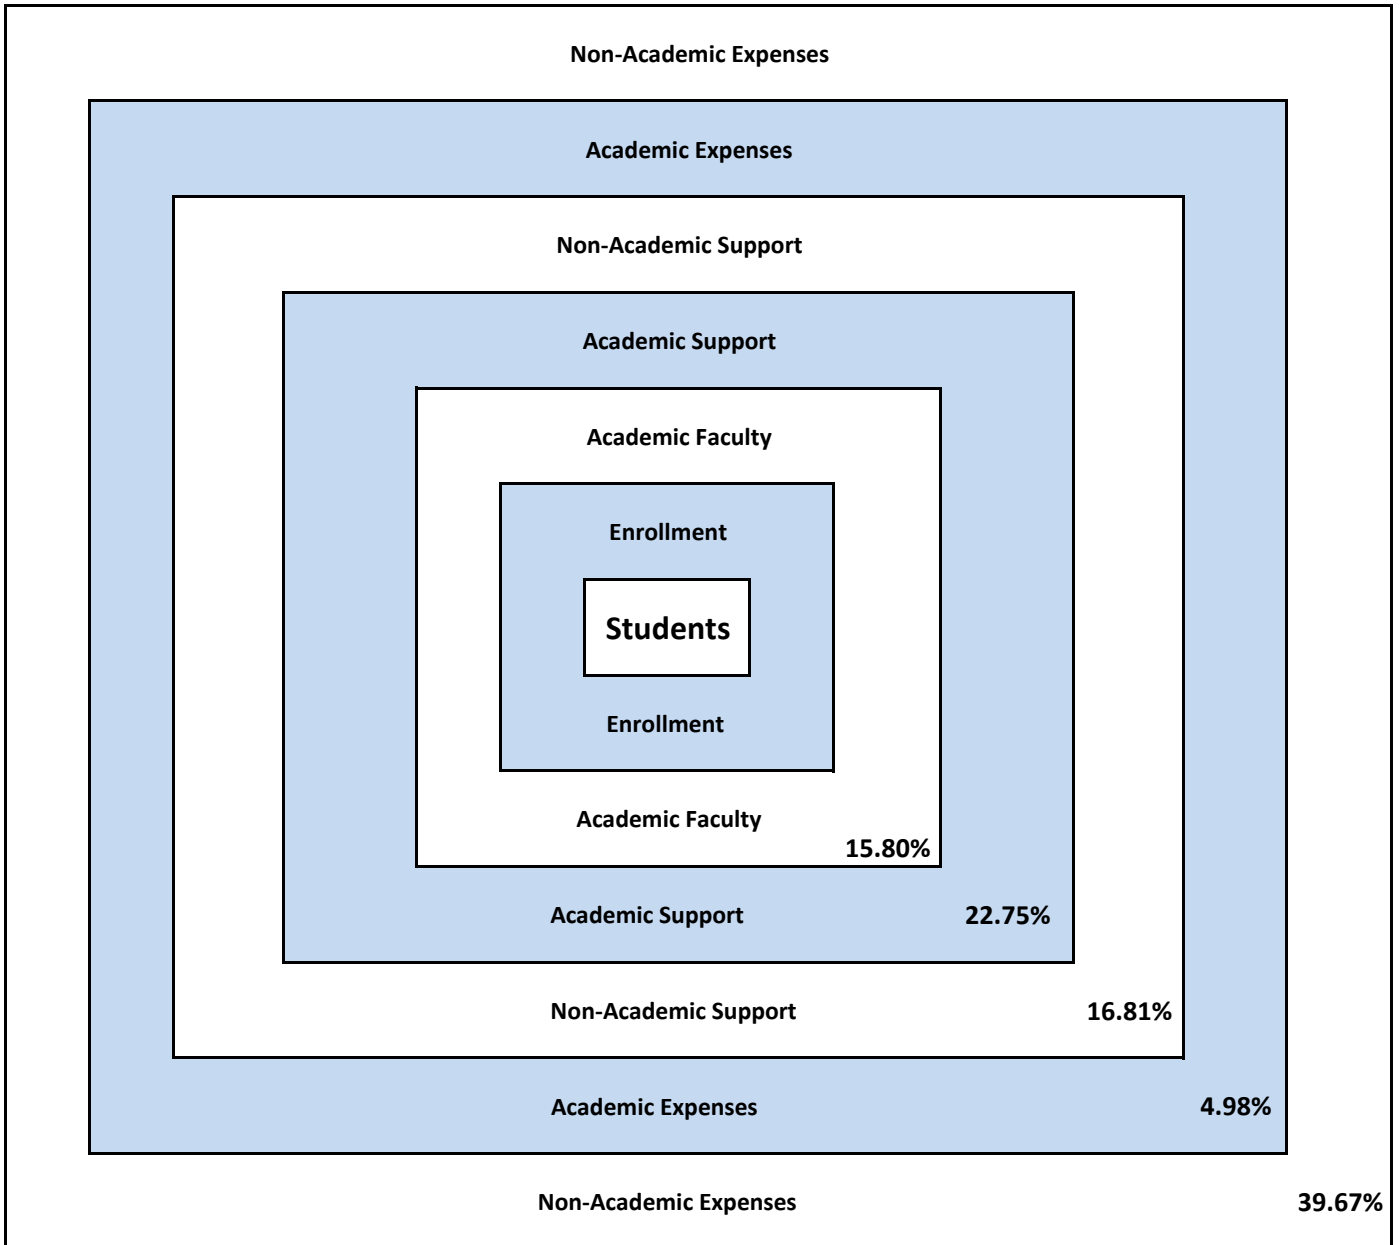 Non-Academic Expenses
Academic Expenses
Non-Academic Support
Academic Support
Academic Faculty
Enrollment
Students
Enrollment
Academic Faculty
15.80%
Academic Support 22.75%
Non-Academic Support 16.81%
Academic Expenses 4.98%
Non-Academic Expenses 39.67%